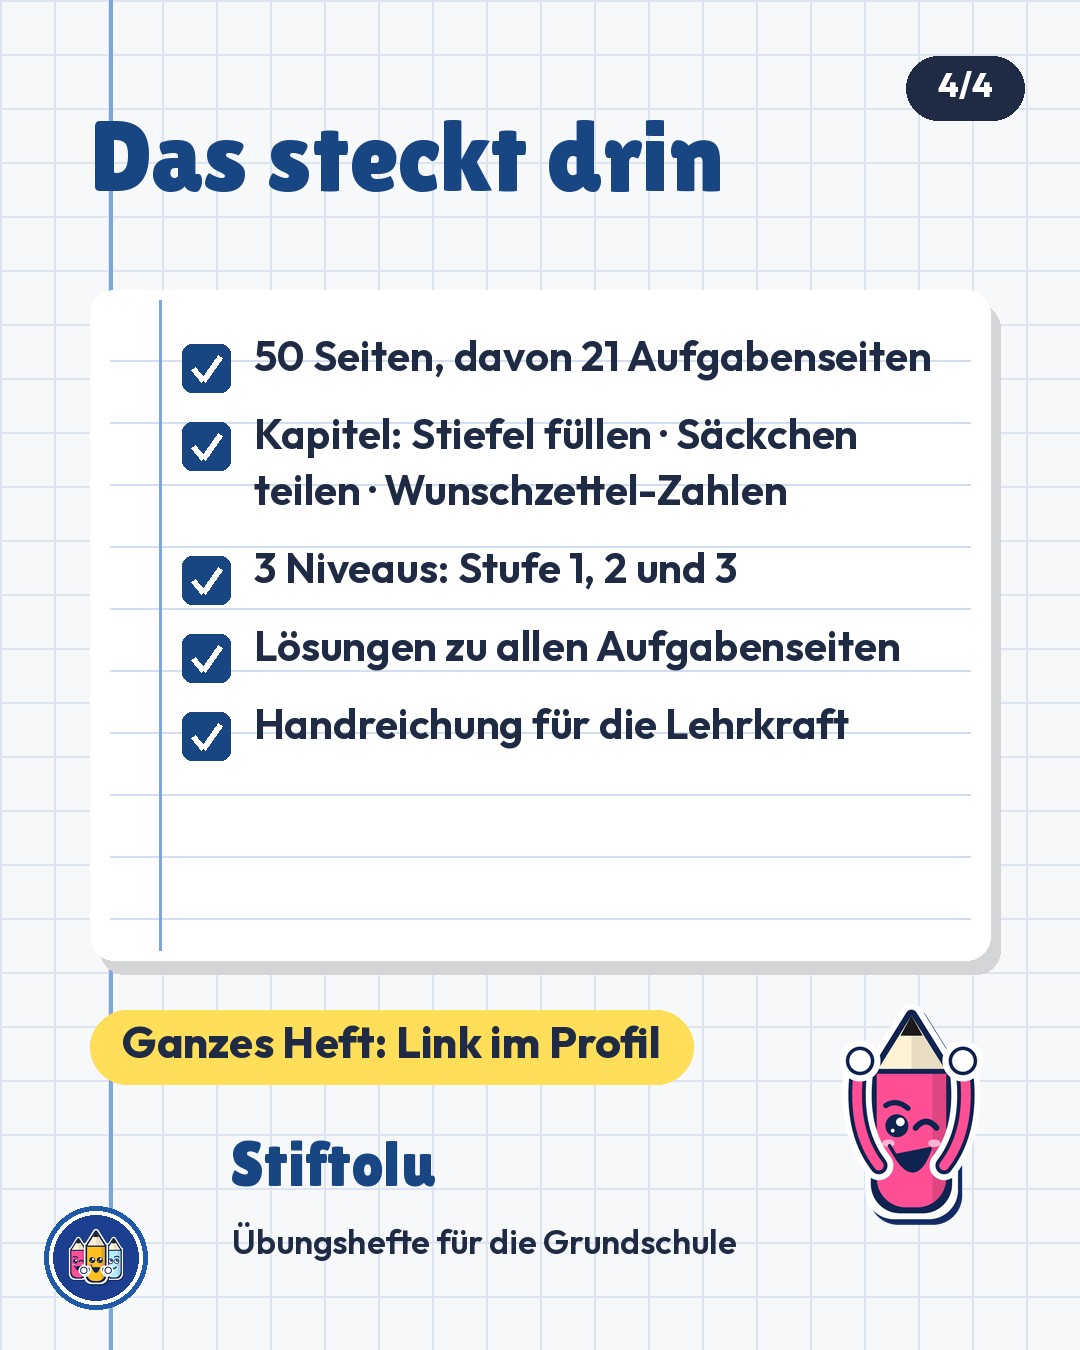 4/4
Das steckt drin
50 Seiten, davon 21 Aufgabenseiten
Kapitel: Stiefel füllen · Säckchen
teilen · Wunschzettel-Zahlen
3 Niveaus: Stufe 1, 2 und 3
Lösungen zu allen Aufgabenseiten
Handreichung für die Lehrkraft
Ganzes Heft: Link im Profil
Stiftolu
Übungshefte für die Grundschule